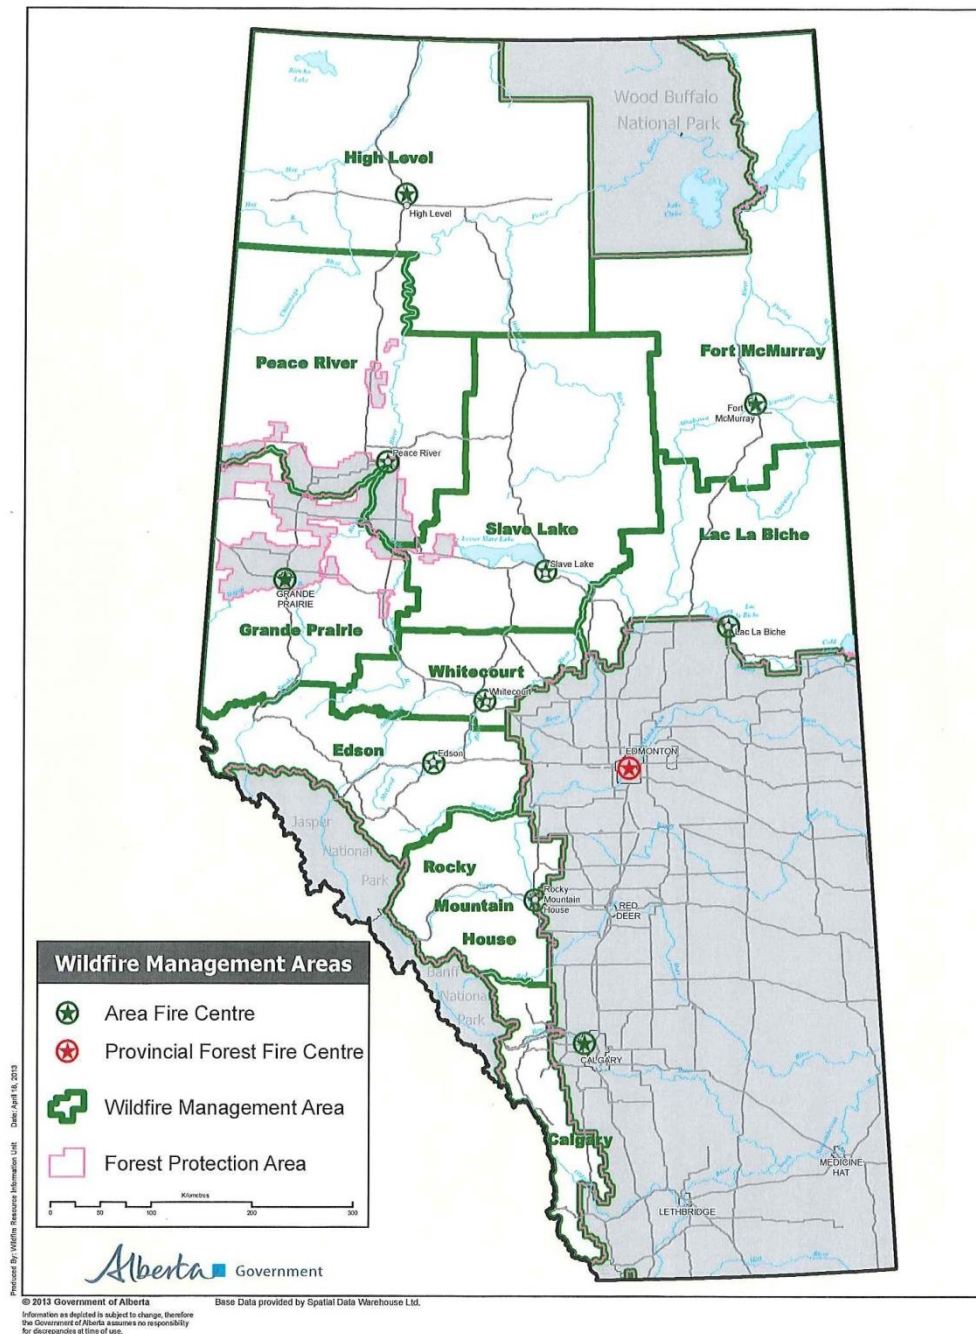 Wood Buffalo
National Park
High Level
High Level
Lake
Claire
Peace River
Fort McMurray
Fort
McMurray
Peace River
Slave Lake
Lesser Slave Lake
Slave Lake
Lac La Biche
GRANDE
PRAIRIE
Grande Prairie
Lac La Biche
Whitecourt
Whitecourt
Edson
Edson
EDMONTON
Jasper
National
Park
Rocky
Mountain
House
Rocky
Mountain
House
RED
DEER
Banff
National
Park
CALGARY
Calgary
MEDICINE
HAT
LETHBRIDGE
Wildfire Management Areas
Area Fire Centre
Provincial Forest Fire Centre
Wildfire Management Area
Forest Protection Area
Kilometres
0 50 100 200 300
Produced By: Wildfire Resource Information Unit Date: April 16, 2013
Alberta Government
© 2013 Government of Alberta Base Data provided by Spatial Data Warehouse Ltd.
Information as depicted is subject to change, therefore
the Government of Alberta assumes no responsibility
for discrepancies at time of use.